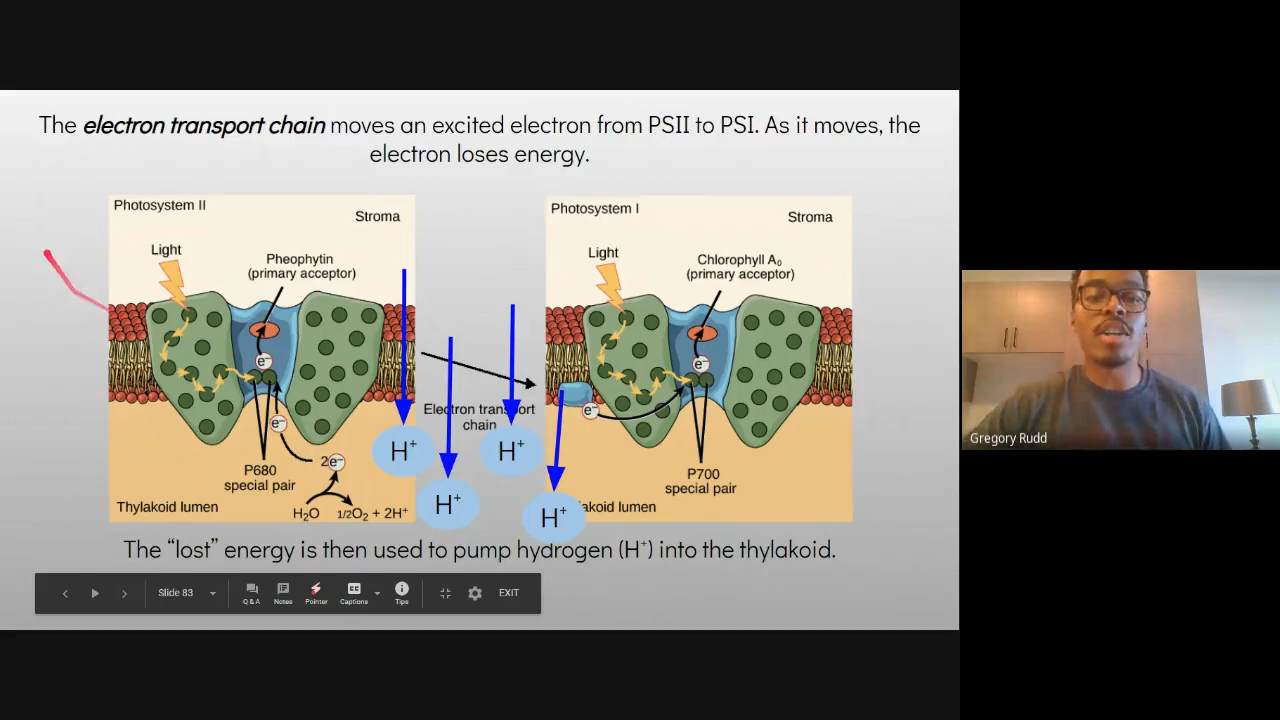 The electron transport chain moves an excited electron from PSII to PSI. As it moves, the
electron loses energy.
Photosystem II
Stroma
Light
Pheophytin
(primary acceptor)
e⁻
e⁻
2e⁻
P680
special pair
Thylakoid lumen
H₂O
1/2O₂ + 2H⁺
Electron transport
chain
H⁺
H⁺
H⁺
H⁺
Photosystem I
Stroma
Light
Chlorophyll A₀
(primary acceptor)
e⁻
e⁻
P700
special pair
lumen
The “lost” energy is then used to pump hydrogen (H⁺) into the thylakoid.
Slide 83
Q & A
Notes
Pointer
CC
Captions
Tips
EXIT
Gregory Rudd